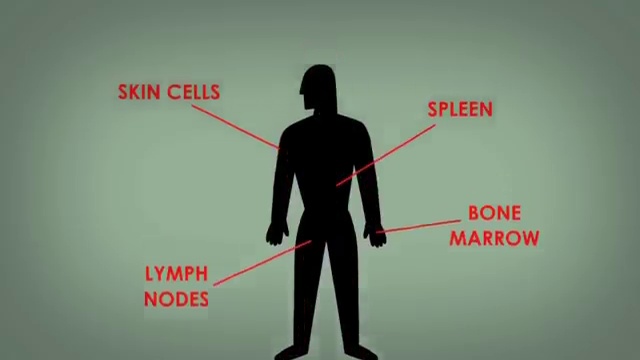 SKIN CELLS
SPLEEN
BONE
MARROW
LYMPH
NODES